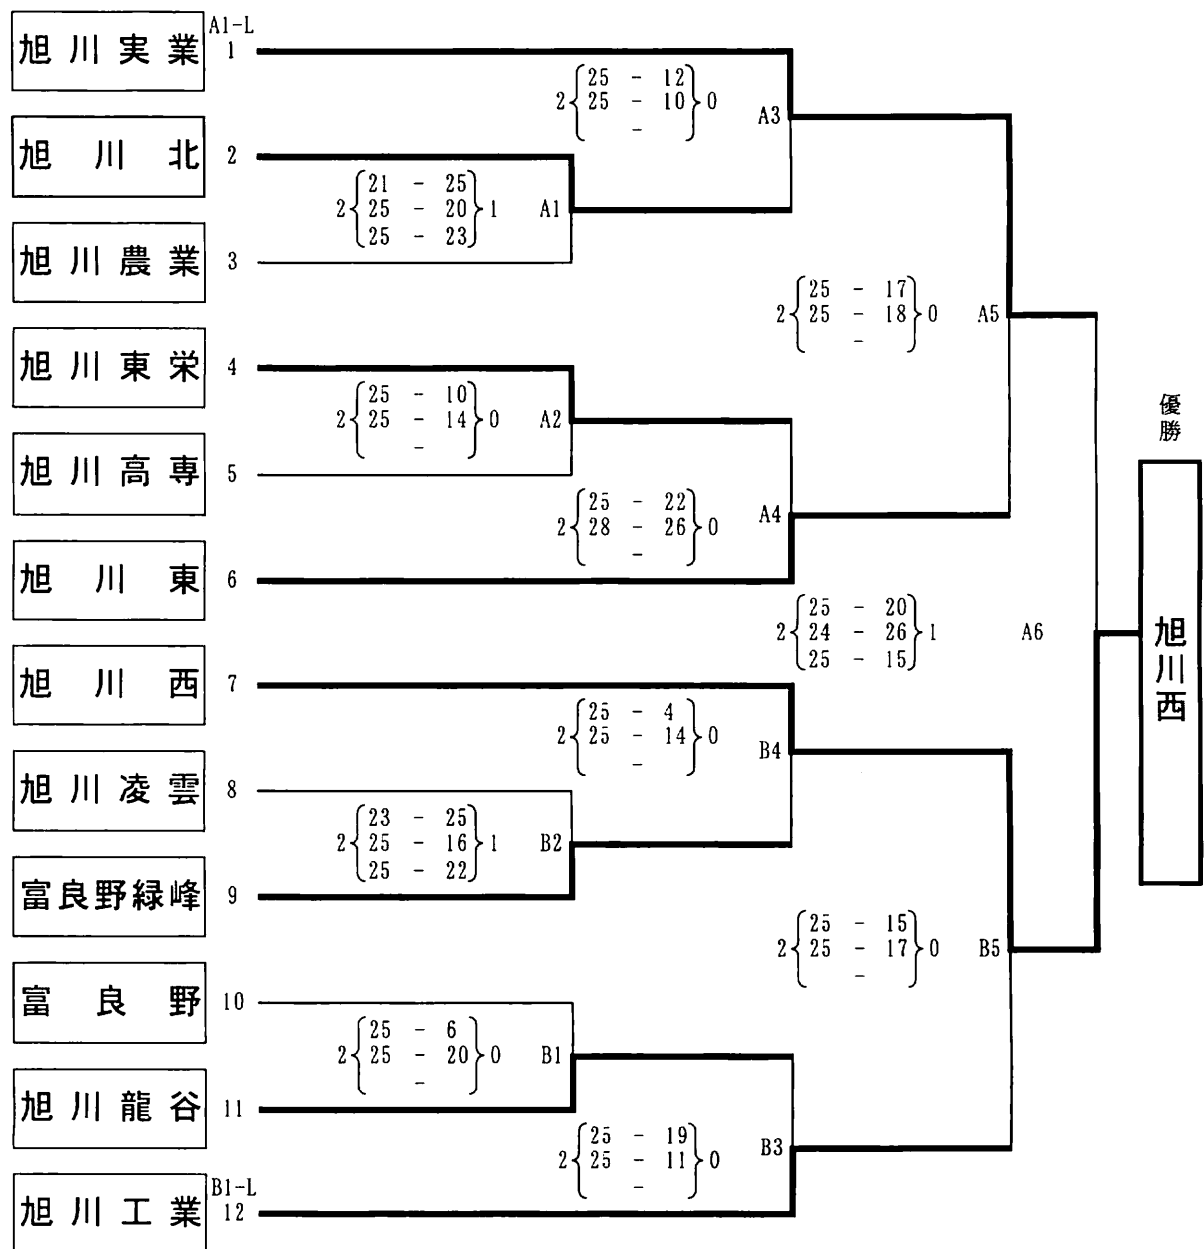 A1-L
旭川実業 1
25 - 12
2 25 - 10 0
-
A3
旭川北 2
21 - 25
2 25 - 20 1
25 - 23
A1
旭川農業 3
25 - 17
2 25 - 18 0
-
A5
旭川東栄 4
25 - 10
2 25 - 14 0
-
A2
旭川高専 5
25 - 22
2 28 - 26 0
-
A4
旭川東 6
25 - 20
2 24 - 26 1
25 - 15
A6
優勝
旭川西
旭川西 7
25 - 4
2 25 - 14 0
-
B4
旭川凌雲 8
23 - 25
2 25 - 16 1
25 - 22
B2
富良野緑峰 9
25 - 15
2 25 - 17 0
-
B5
富良野 10
25 - 6
2 25 - 20 0
-
B1
旭川龍谷 11
25 - 19
2 25 - 11 0
-
B3
B1-L
旭川工業 12